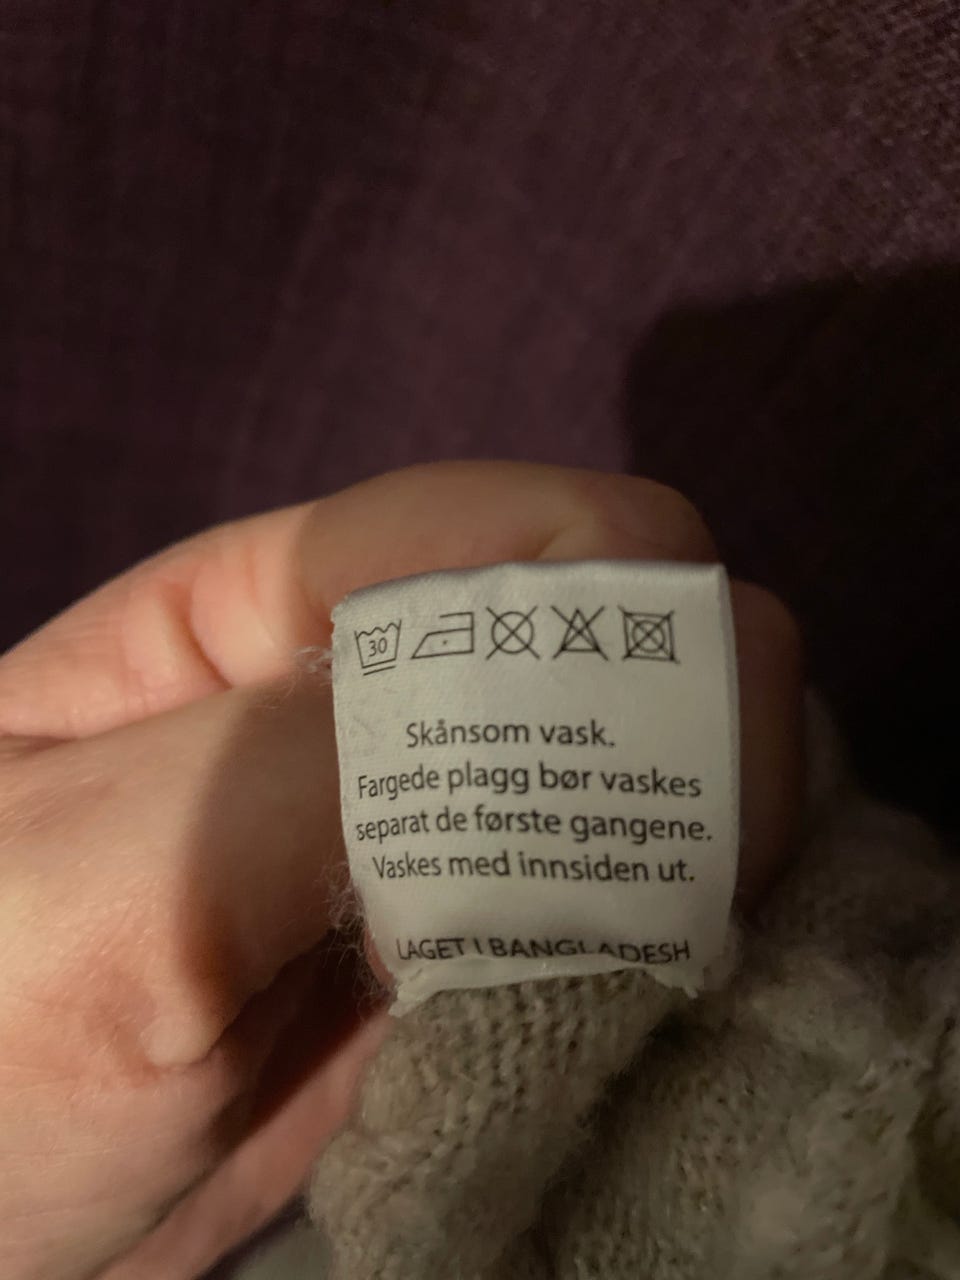 30
Skånsom vask.
Fargede plagg bør vaskes
separat de første gangene.
Vaskes med innsiden ut.
LAGET I BANGLADESH